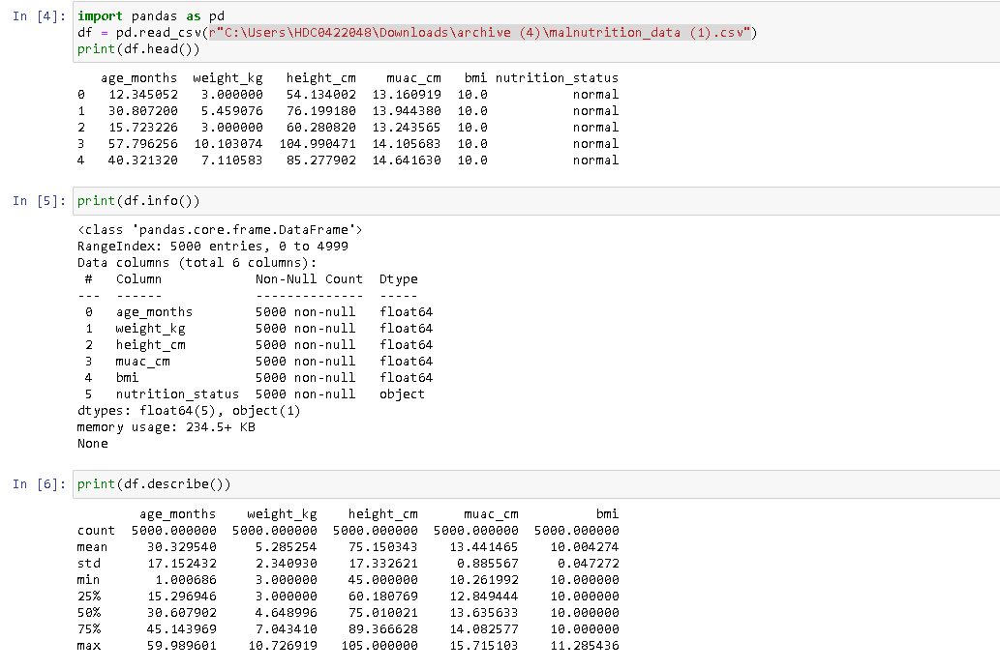 In [4]: import pandas as pd
df = pd.read_csv(r"C:\Users\HDC0422048\Downloads\archive (4)\malnutrition_data (1).csv")
print(df.head())
age_months weight_kg height_cm muac_cm bmi nutrition_status
0 12.345052 3.000000 54.134002 13.160919 10.0 normal
1 30.807200 5.459076 76.199180 13.944380 10.0 normal
2 15.723226 3.000000 60.280820 13.243565 10.0 normal
3 57.796256 10.103074 104.990471 14.105683 10.0 normal
4 40.321320 7.110583 85.277902 14.641630 10.0 normal
In [5]: print(df.info())
<class 'pandas.core.frame.DataFrame'>
RangeIndex: 5000 entries, 0 to 4999
Data columns (total 6 columns):
# Column Non-Null Count Dtype
--- ------ -------------- -----
0 age_months 5000 non-null float64
1 weight_kg 5000 non-null float64
2 height_cm 5000 non-null float64
3 muac_cm 5000 non-null float64
4 bmi 5000 non-null float64
5 nutrition_status 5000 non-null object
dtypes: float64(5), object(1)
memory usage: 234.5+ KB
None
In [6]: print(df.describe())
age_months weight_kg height_cm muac_cm bmi
count 5000.000000 5000.000000 5000.000000 5000.000000 5000.000000
mean 30.329540 5.285254 75.150343 13.441465 10.004274
std 17.152432 2.340930 17.332621 0.885567 0.047272
min 1.000686 3.000000 45.000000 10.261992 10.000000
25% 15.296946 3.000000 60.180769 12.849444 10.000000
50% 30.607902 4.648996 75.010021 13.635633 10.000000
75% 45.143969 7.043410 89.366628 14.082577 10.000000
max 59.989601 10.726919 105.000000 15.715103 11.285436